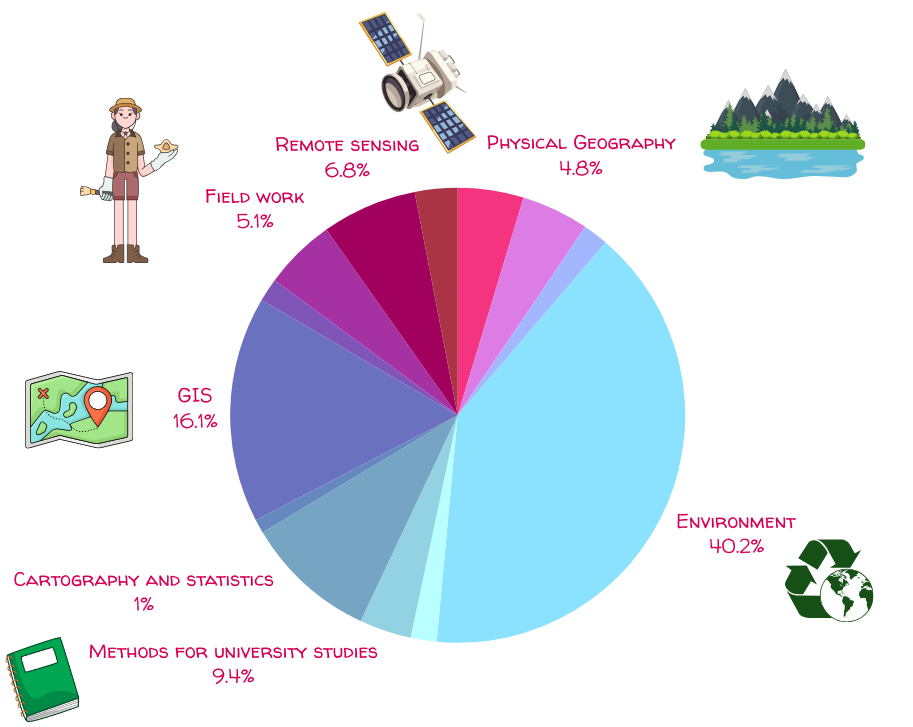 Remote sensing
6.8%
Physical Geography
4.8%
Field work
5.1%
GIS
16.1%
Environment
40.2%
Cartography and statistics
1%
Methods for university studies
9.4%